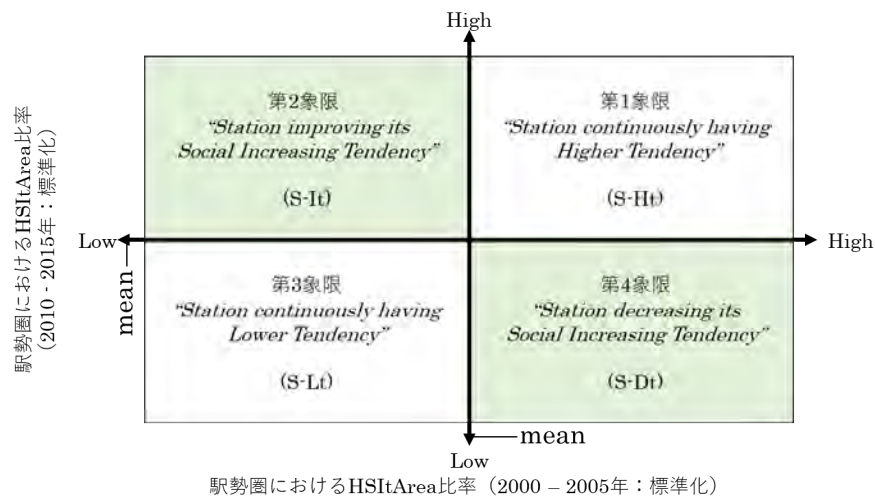 High
第2象限
“Station improving its
Social Increasing Tendency”
(S-It)
第1象限
“Station continuously having
Higher Tendency”
(S-Ht)
駅勢圏におけるHSItArea比率
（2010 - 2015年：標準化）
Low
High
mean
第3象限
“Station continuously having
Lower Tendency”
(S-Lt)
第4象限
“Station decreasing its
Social Increasing Tendency”
(S-Dt)
mean
Low
駅勢圏におけるHSItArea比率（2000 – 2005年：標準化）